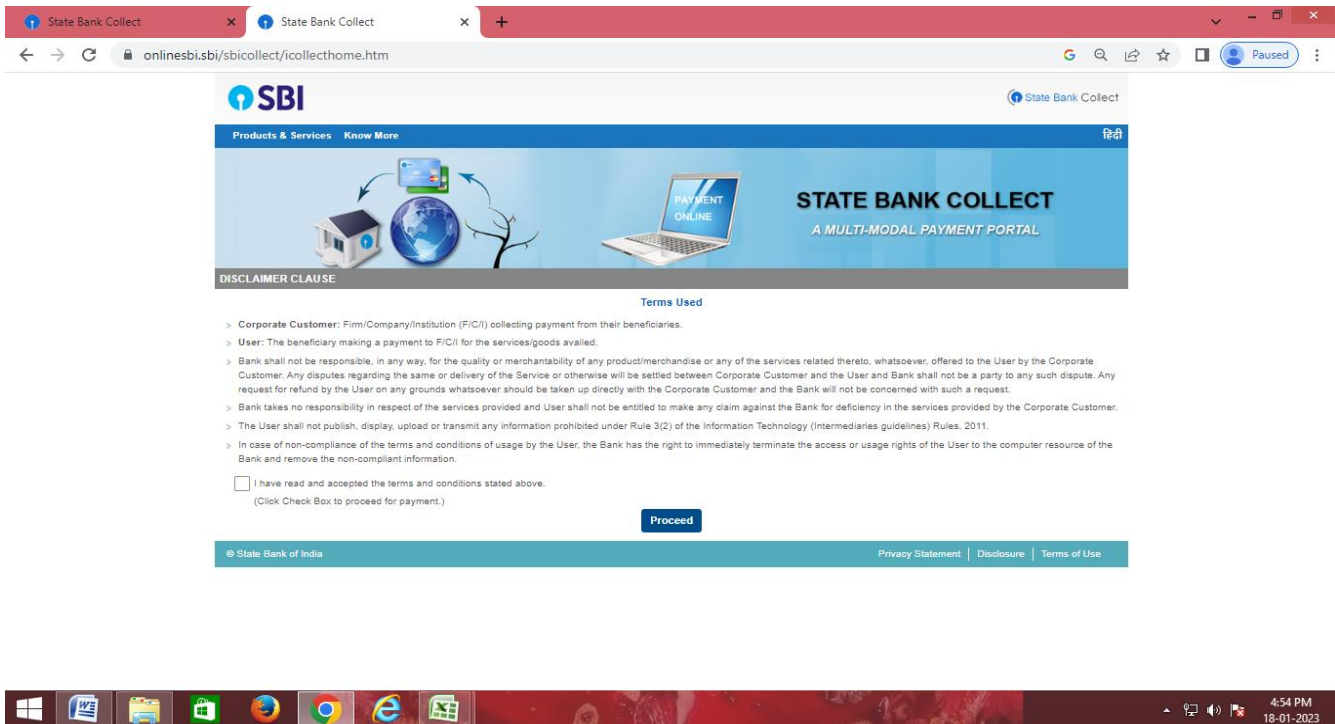 State Bank Collect
State Bank Collect
onlinesbi.sbi/sbicollect/icollecthome.htm
Paused
SBI
State Bank Collect
Products & Services Know More
हिंदी
PAYMENT
ONLINE
STATE BANK COLLECT
A MULTI-MODAL PAYMENT PORTAL
DISCLAIMER CLAUSE
Terms Used
Corporate Customer: Firm/Company/Institution (F/C/I) collecting payment from their beneficiaries.
User: The beneficiary making a payment to F/C/I for the services/goods availed.
Bank shall not be responsible, in any way, for the quality or merchantability of any product/merchandise or any of the services related thereto, whatsoever, offered to the User by the Corporate
Customer. Any disputes regarding the same or delivery of the Service or otherwise will be settled between Corporate Customer and the User and Bank shall not be a party to any such dispute. Any
request for refund by the User on any grounds whatsoever should be taken up directly with the Corporate Customer and the Bank will not be concerned with such a request.
Bank takes no responsibility in respect of the services provided and User shall not be entitled to make any claim against the Bank for deficiency in the services provided by the Corporate Customer.
The User shall not publish, display, upload or transmit any information prohibited under Rule 3(2) of the Information Technology (Intermediaries guidelines) Rules, 2011.
In case of non-compliance of the terms and conditions of usage by the User, the Bank has the right to immediately terminate the access or usage rights of the User to the computer resource of the
Bank and remove the non-compliant information.
I have read and accepted the terms and conditions stated above.
(Click Check Box to proceed for payment.)
Proceed
© State Bank of India
Privacy Statement | Disclosure | Terms of Use
4:54 PM
18-01-2023